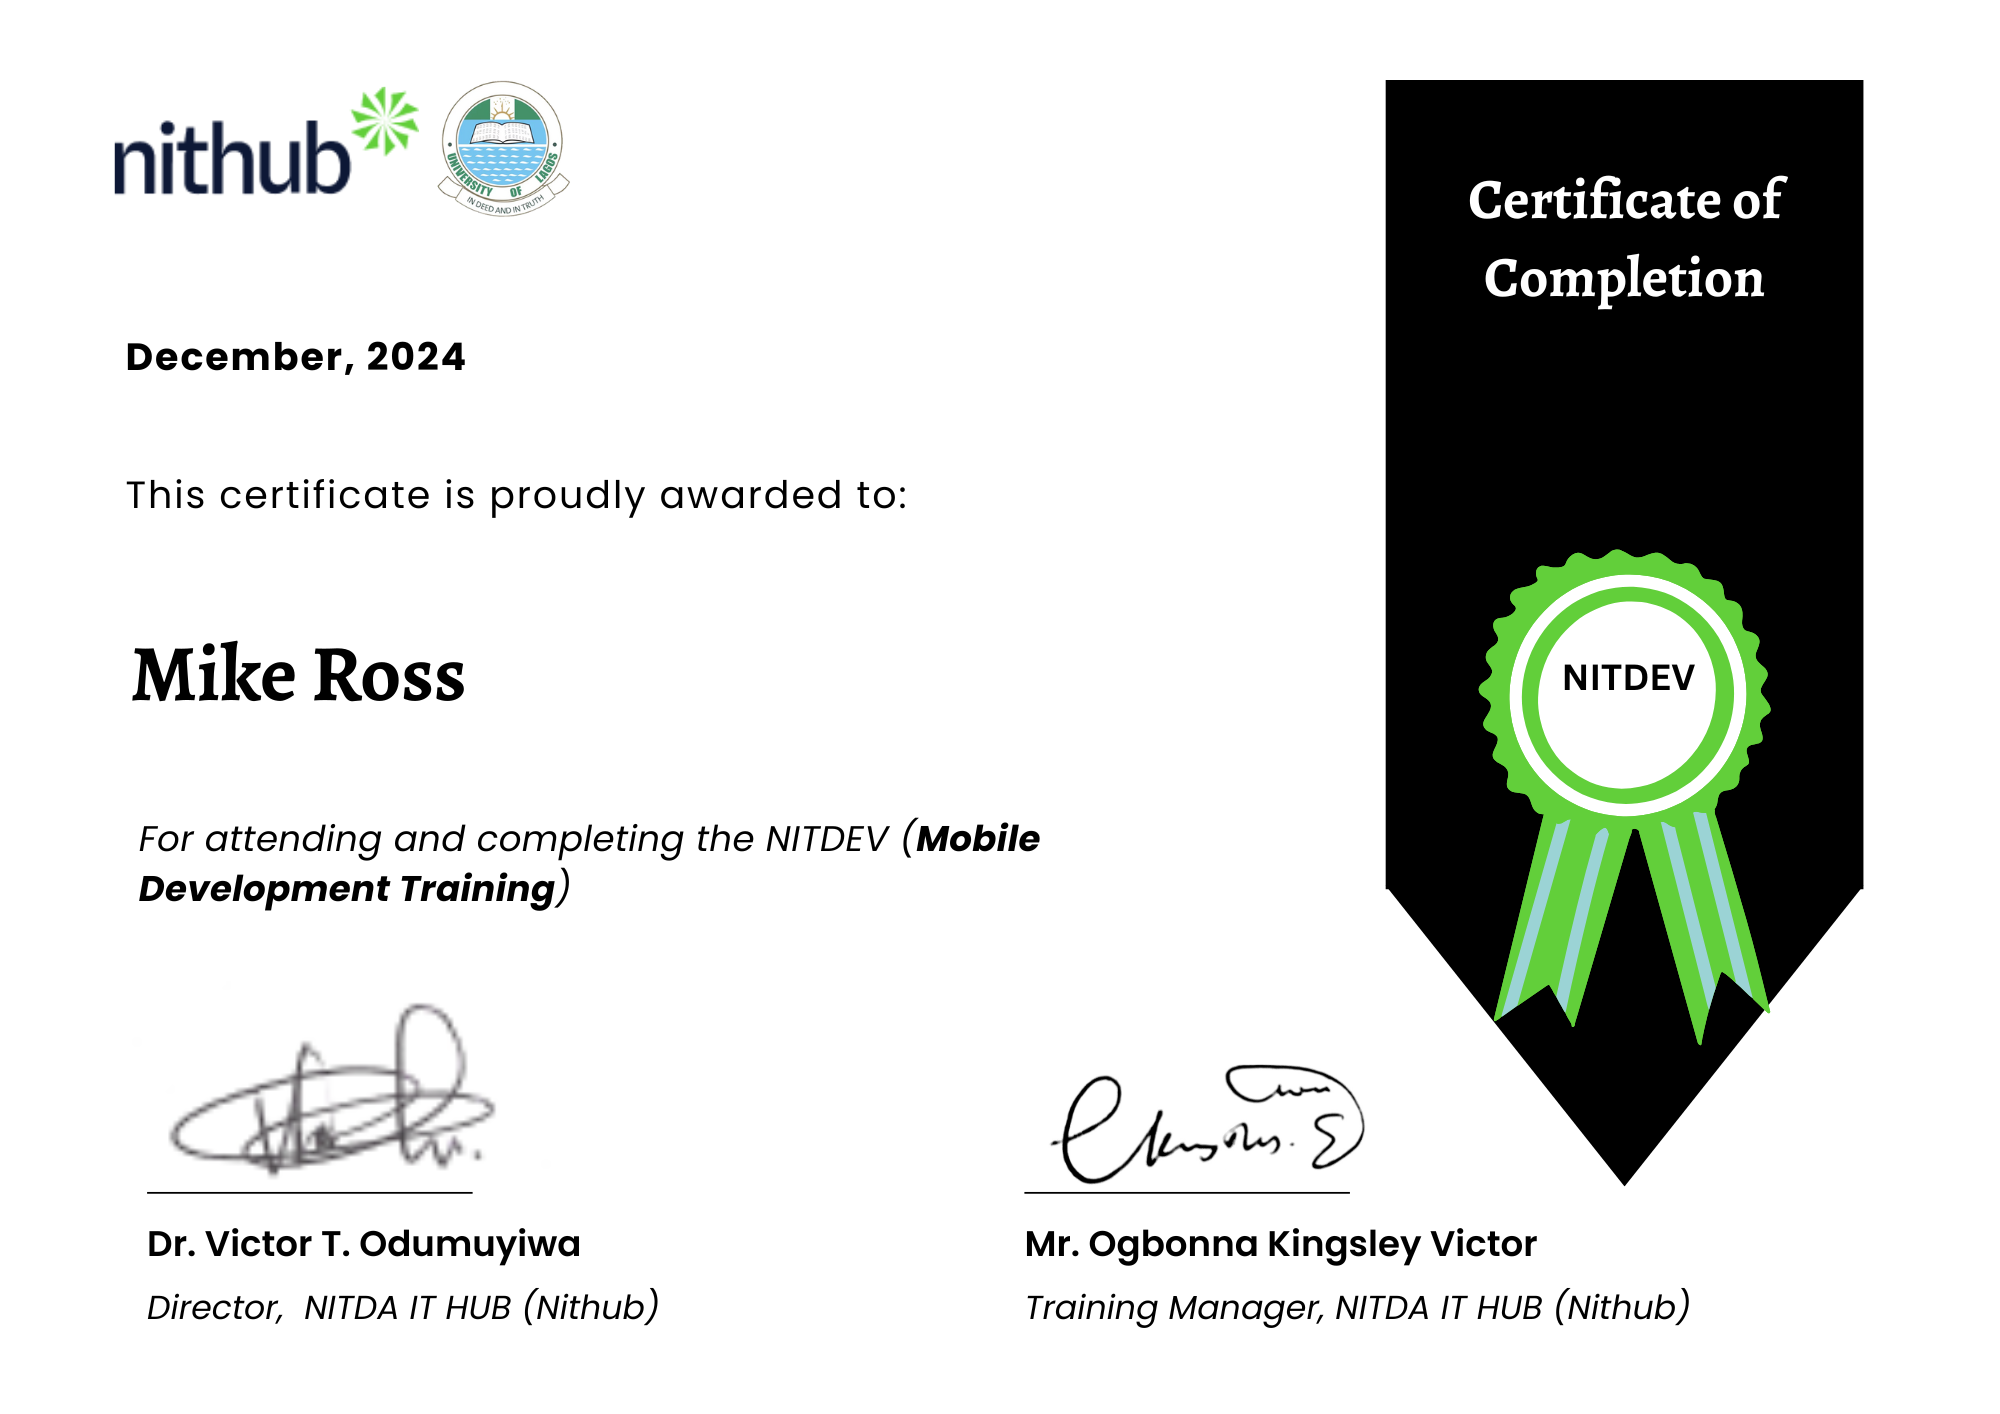 nithub
UNIVERSITY OF LAGOS
IN DEED AND IN TRUTH
Certificate of
Completion
December, 2024
This certificate is proudly awarded to:
Mike Ross
NITDEV
For attending and completing the NITDEV (Mobile
Development Training)
Dr. Victor T. Odumuyiwa
Director,  NITDA IT HUB (Nithub)
Mr. Ogbonna Kingsley Victor
Training Manager, NITDA IT HUB (Nithub)